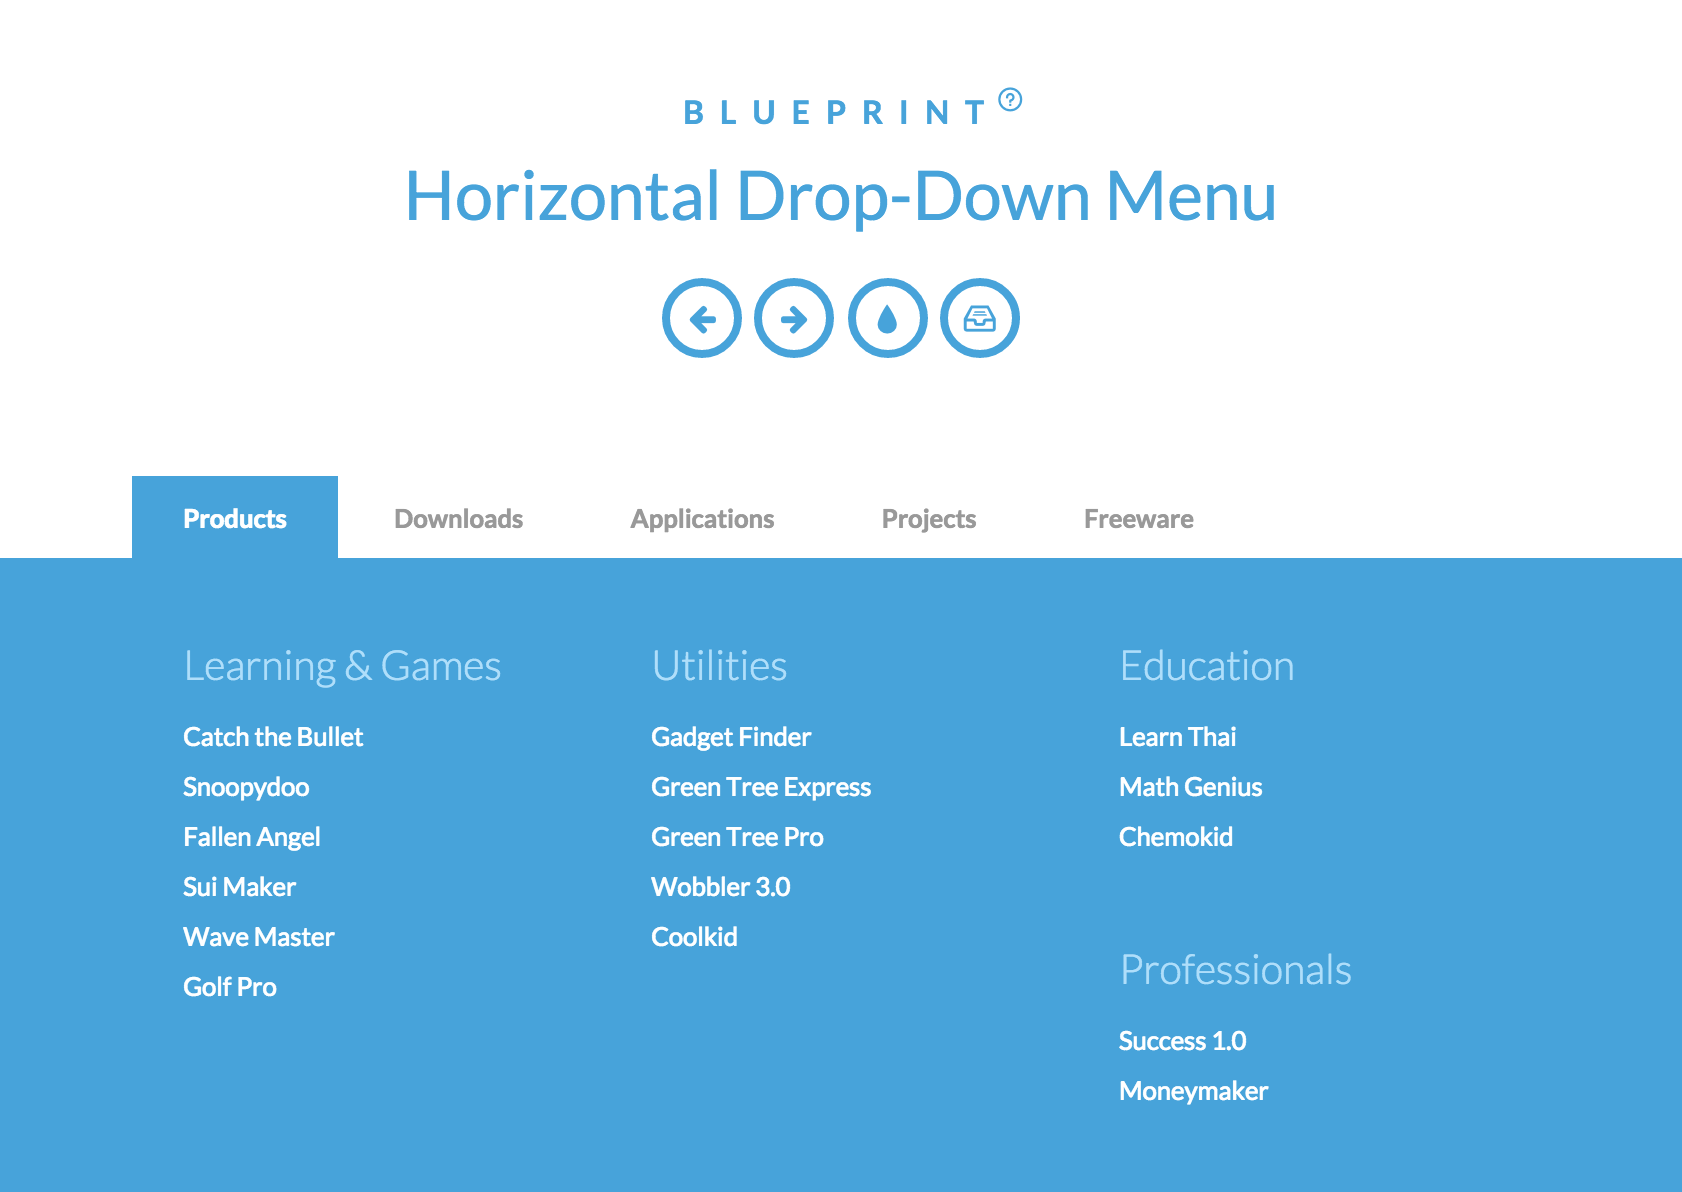 BLUEPRINT ?
Horizontal Drop-Down Menu
Products Downloads Applications Projects Freeware
Learning & Games
Catch the Bullet
Snoopydoo
Fallen Angel
Sui Maker
Wave Master
Golf Pro
Utilities
Gadget Finder
Green Tree Express
Green Tree Pro
Wobbler 3.0
Coolkid
Education
Learn Thai
Math Genius
Chemokid
Professionals
Success 1.0
Moneymaker